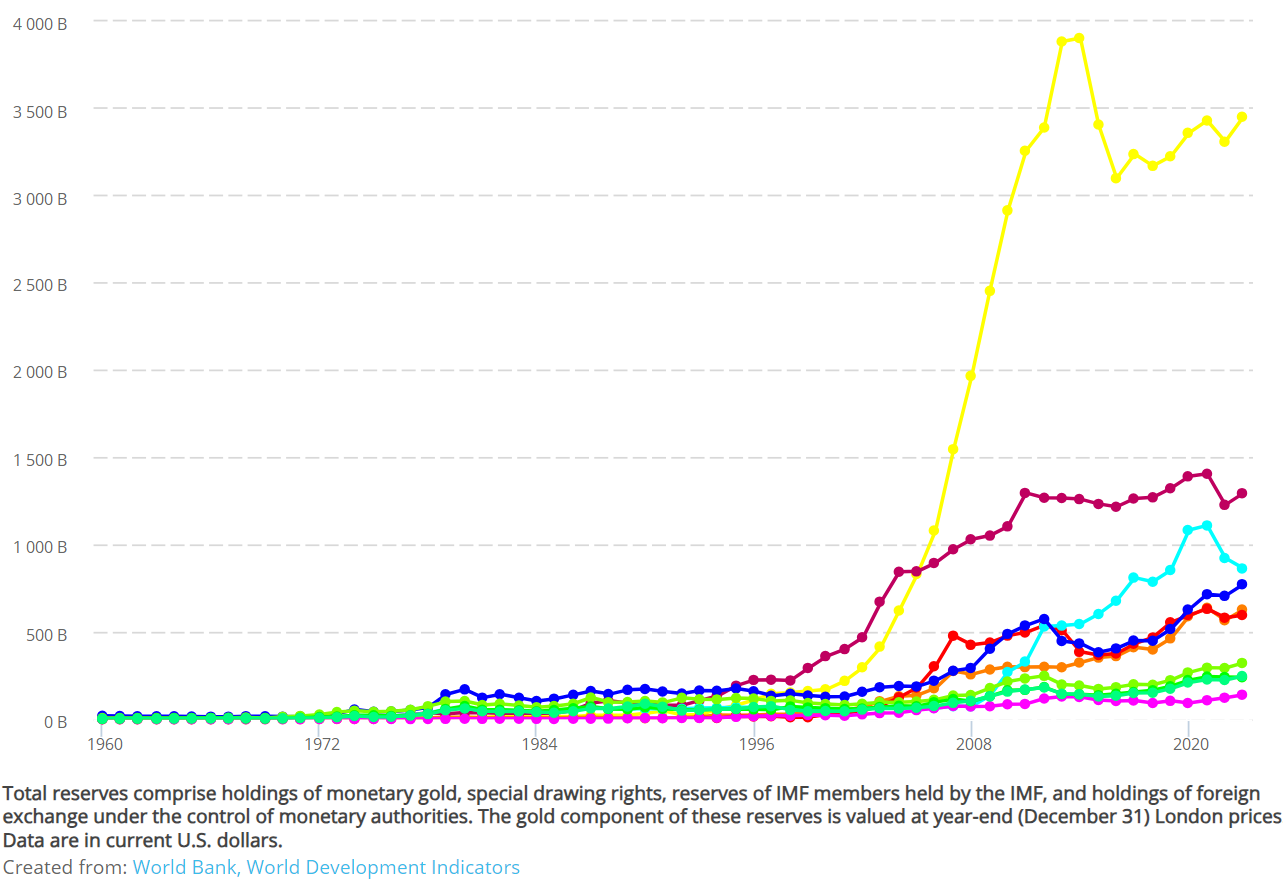 4 000 B
3 500 B
3 000 B
2 500 B
2 000 B
1 500 B
1 000 B
500 B
0 B
1960 1972 1984 1996 2008 2020
Total reserves comprise holdings of monetary gold, special drawing rights, reserves of IMF members held by the IMF, and holdings of foreign
exchange under the control of monetary authorities. The gold component of these reserves is valued at year-end (December 31) London prices
Data are in current U.S. dollars.
Created from: World Bank, World Development Indicators